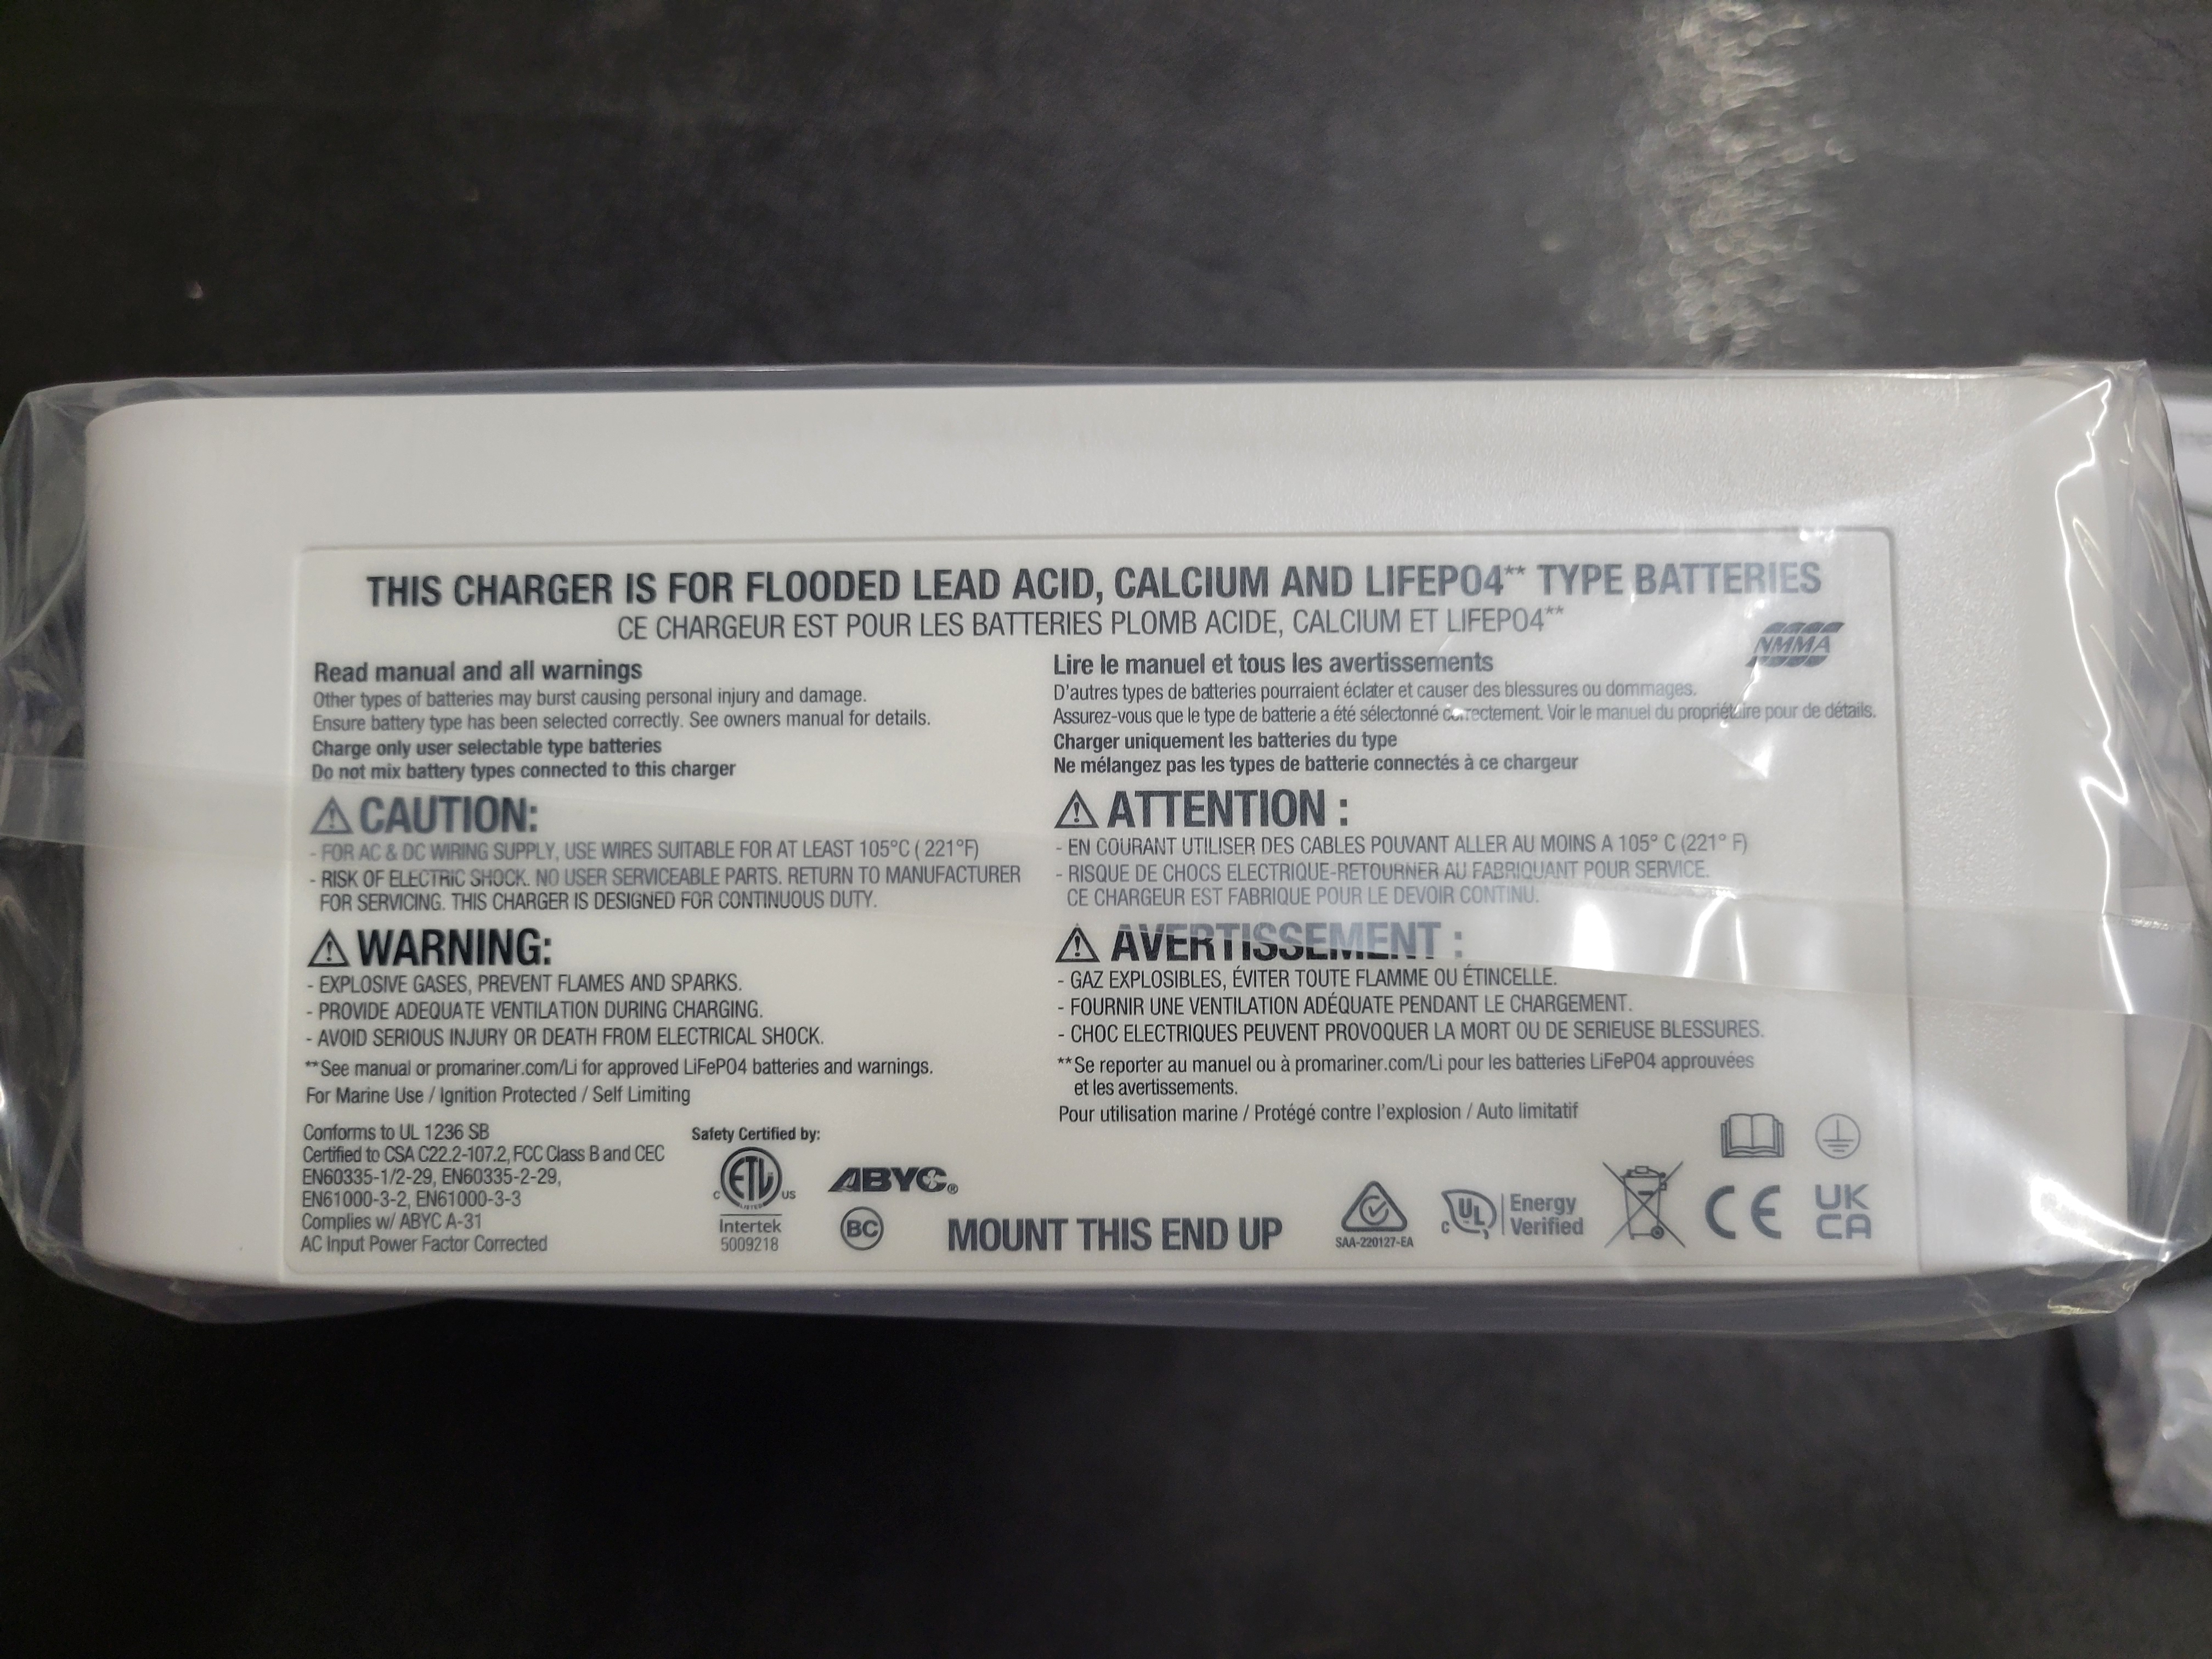 THIS CHARGER IS FOR FLOODED LEAD ACID, CALCIUM AND LIFEPO4** TYPE BATTERIES
CE CHARGEUR EST POUR LES BATTERIES PLOMB ACIDE, CALCIUM ET LIFEPO4**
NMMA
Read manual and all warnings
Other types of batteries may burst causing personal injury and damage.
Ensure battery type has been selected correctly. See owners manual for details.
Charge only user selectable type batteries
Do not mix battery types connected to this charger
CAUTION:
- FOR AC & DC WIRING SUPPLY, USE WIRES SUITABLE FOR AT LEAST 105°C ( 221°F)
- RISK OF ELECTRIC SHOCK. NO USER SERVICEABLE PARTS. RETURN TO MANUFACTURER
FOR SERVICING. THIS CHARGER IS DESIGNED FOR CONTINUOUS DUTY.
WARNING:
- EXPLOSIVE GASES, PREVENT FLAMES AND SPARKS.
- PROVIDE ADEQUATE VENTILATION DURING CHARGING.
- AVOID SERIOUS INJURY OR DEATH FROM ELECTRICAL SHOCK.
**See manual or promariner.com/Li for approved LiFePO4 batteries and warnings.
For Marine Use / Ignition Protected / Self Limiting
Lire le manuel et tous les avertissements
D'autres types de batteries pourraient éclater et causer des blessures ou dommages.
Assurez-vous que le type de batterie a été sélectonné correctement. Voir le manuel du propriétaire pour de détails.
Charger uniquement les batteries du type
Ne mélangez pas les types de batterie connectés à ce chargeur
ATTENTION :
- EN COURANT UTILISER DES CABLES POUVANT ALLER AU MOINS A 105° C (221° F)
- RISQUE DE CHOCS ELECTRIQUE-RETOURNER AU FABRIQUANT POUR SERVICE.
CE CHARGEUR EST FABRIQUE POUR LE DEVOIR CONTINU.
AVERTISSEMENT :
- GAZ EXPLOSIBLES, ÉVITER TOUTE FLAMME OU ÉTINCELLE.
- FOURNIR UNE VENTILATION ADÉQUATE PENDANT LE CHARGEMENT.
- CHOC ELECTRIQUES PEUVENT PROVOQUER LA MORT OU DE SERIEUSE BLESSURES.
**Se reporter au manuel ou à promariner.com/Li pour les batteries LiFePO4 approuvées
et les avertissements.
Pour utilisation marine / Protégé contre l'explosion / Auto limitatif
Conforms to UL 1236 SB
Certified to CSA C22.2-107.2, FCC Class B and CEC
EN60335-1/2-29, EN60335-2-29,
EN61000-3-2, EN61000-3-3
Complies w/ ABYC A-31
AC Input Power Factor Corrected
Safety Certified by:
C ETL US
LISTED
Intertek
5009218
ABYC®
BC
MOUNT THIS END UP
SAA-220127-EA
C UL Energy
Verified
CE
UK
CA